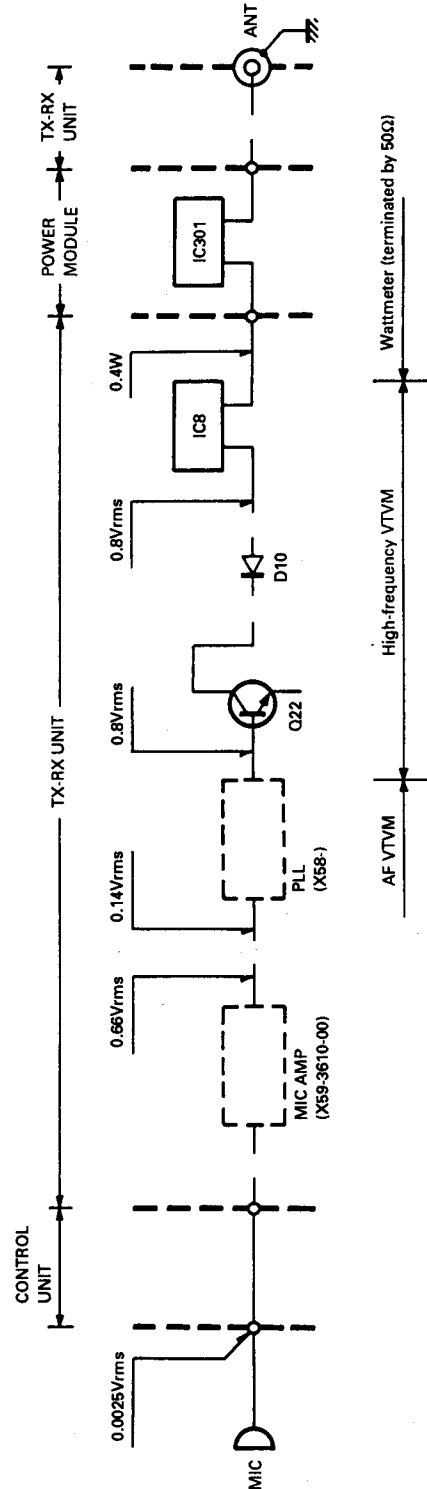 CONTROL
UNIT
TX-RX UNIT
POWER
MODULE
TX-RX
UNIT
0.0025Vrms
0.66Vrms
0.14Vrms
0.8Vrms
0.8Vrms
0.4W
ANT
MIC
MIC AMP
(X59-3610-00)
PLL
(X58-)
Q22
D10
IC8
IC301
AF VTVM
High-frequency VTVM
Wattmeter (terminated by 50Ω)